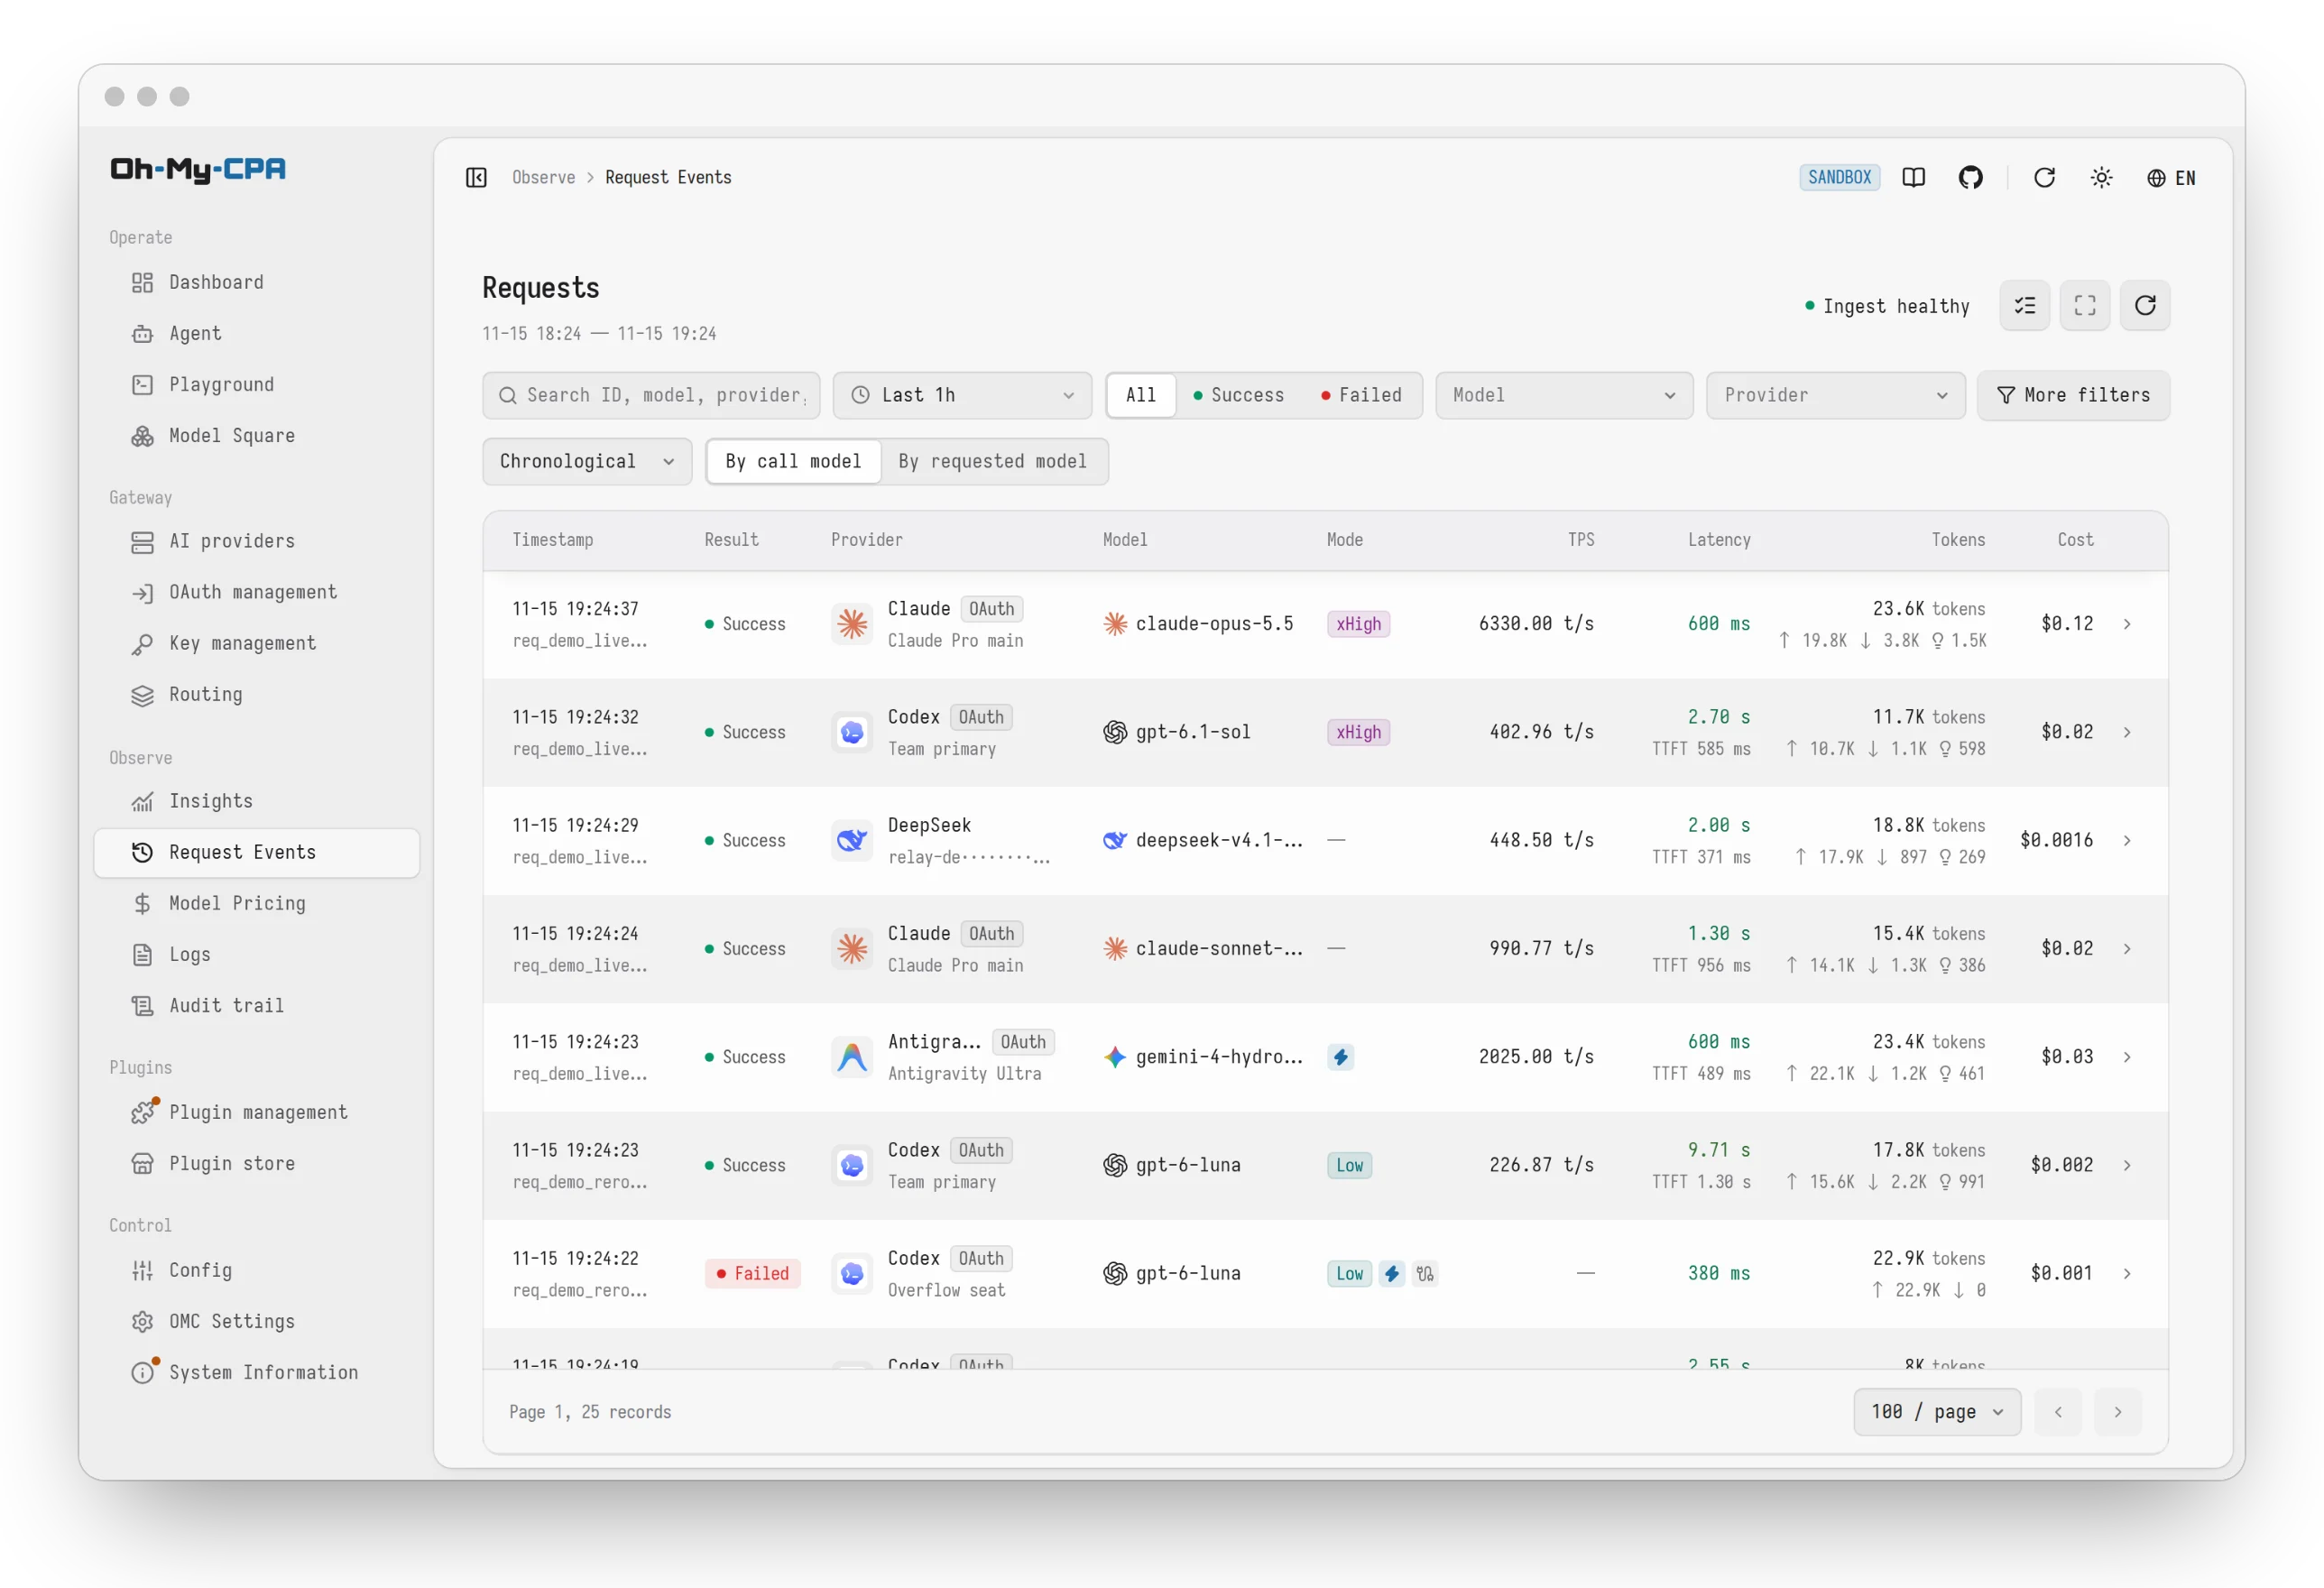 Oh-My-CPA
Operate
Dashboard
Agent
Playground
Model Square
Gateway
AI providers
OAuth management
Key management
Routing
Observe
Insights
Request Events
Model Pricing
Logs
Audit trail
Plugins
Plugin management
Plugin store
Control
Config
OMC Settings
System Information
Observe > Request Events
SANDBOX
EN
Requests
11-15 18:24 — 11-15 19:24
Ingest healthy
Search ID, model, provider,
Last 1h
All Success Failed
Model
Provider
More filters
Chronological
By call model By requested model
Timestamp Result Provider Model Mode TPS Latency Tokens Cost
11-15 19:24:37 Success Claude OAuth claude-opus-5.5 xHigh 6330.00 t/s 600 ms 23.6K tokens $0.12
req_demo_live... Claude Pro main ↑ 19.8K ↓ 3.8K 1.5K
11-15 19:24:32 Success Codex OAuth gpt-6.1-sol xHigh 402.96 t/s 2.70 s 11.7K tokens $0.02
req_demo_live... Team primary TTFT 585 ms ↑ 10.7K ↓ 1.1K 598
11-15 19:24:29 Success DeepSeek deepseek-v4.1-... — 448.50 t/s 2.00 s 18.8K tokens $0.0016
req_demo_live... relay-de········... TTFT 371 ms ↑ 17.9K ↓ 897 269
11-15 19:24:24 Success Claude OAuth claude-sonnet-... — 990.77 t/s 1.30 s 15.4K tokens $0.02
req_demo_live... Claude Pro main TTFT 956 ms ↑ 14.1K ↓ 1.3K 386
11-15 19:24:23 Success Antigra... OAuth gemini-4-hydro... 2025.00 t/s 600 ms 23.4K tokens $0.03
req_demo_live... Antigravity Ultra TTFT 489 ms ↑ 22.1K ↓ 1.2K 461
11-15 19:24:23 Success Codex OAuth gpt-6-luna Low 226.87 t/s 9.71 s 17.8K tokens $0.002
req_demo_rero... Team primary TTFT 1.30 s ↑ 15.6K ↓ 2.2K 991
11-15 19:24:22 Failed Codex OAuth gpt-6-luna Low — 380 ms 22.9K tokens $0.001
req_demo_rero... Overflow seat ↑ 22.9K ↓ 0
11-15 19:24:19 Codex OAuth 2.55 s 8K tokens
Page 1, 25 records
100 / page